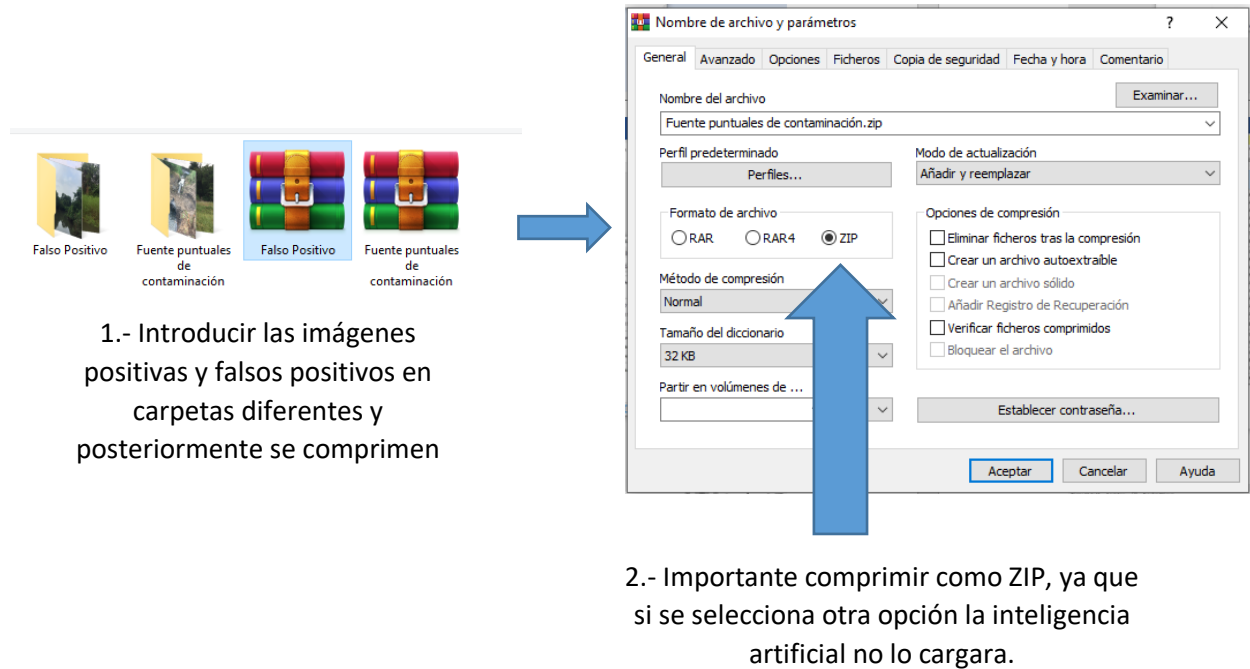 Falso Positivo
Fuente puntuales
de
contaminación
Falso Positivo
Fuente puntuales
de
contaminación
1.- Introducir las imágenes
positivas y falsos positivos en
carpetas diferentes y
posteriormente se comprimen
Nombre de archivo y parámetros
?
General Avanzado Opciones Ficheros Copia de seguridad Fecha y hora Comentario
Nombre del archivo
Examinar...
Fuente puntuales de contaminación.zip
Perfil predeterminado
Perfiles...
Modo de actualización
Añadir y reemplazar
Formato de archivo
RAR RAR4 ZIP
Método de compresión
Normal
Tamaño del diccionario
32 KB
Partir en volúmenes de ...
Opciones de compresión
Eliminar ficheros tras la compresión
Crear un archivo autoextraíble
Crear un archivo sólido
Añadir Registro de Recuperación
Verificar ficheros comprimidos
Bloquear el archivo
Establecer contraseña...
Aceptar Cancelar Ayuda
2.- Importante comprimir como ZIP, ya que
si se selecciona otra opción la inteligencia
artificial no lo cargara.